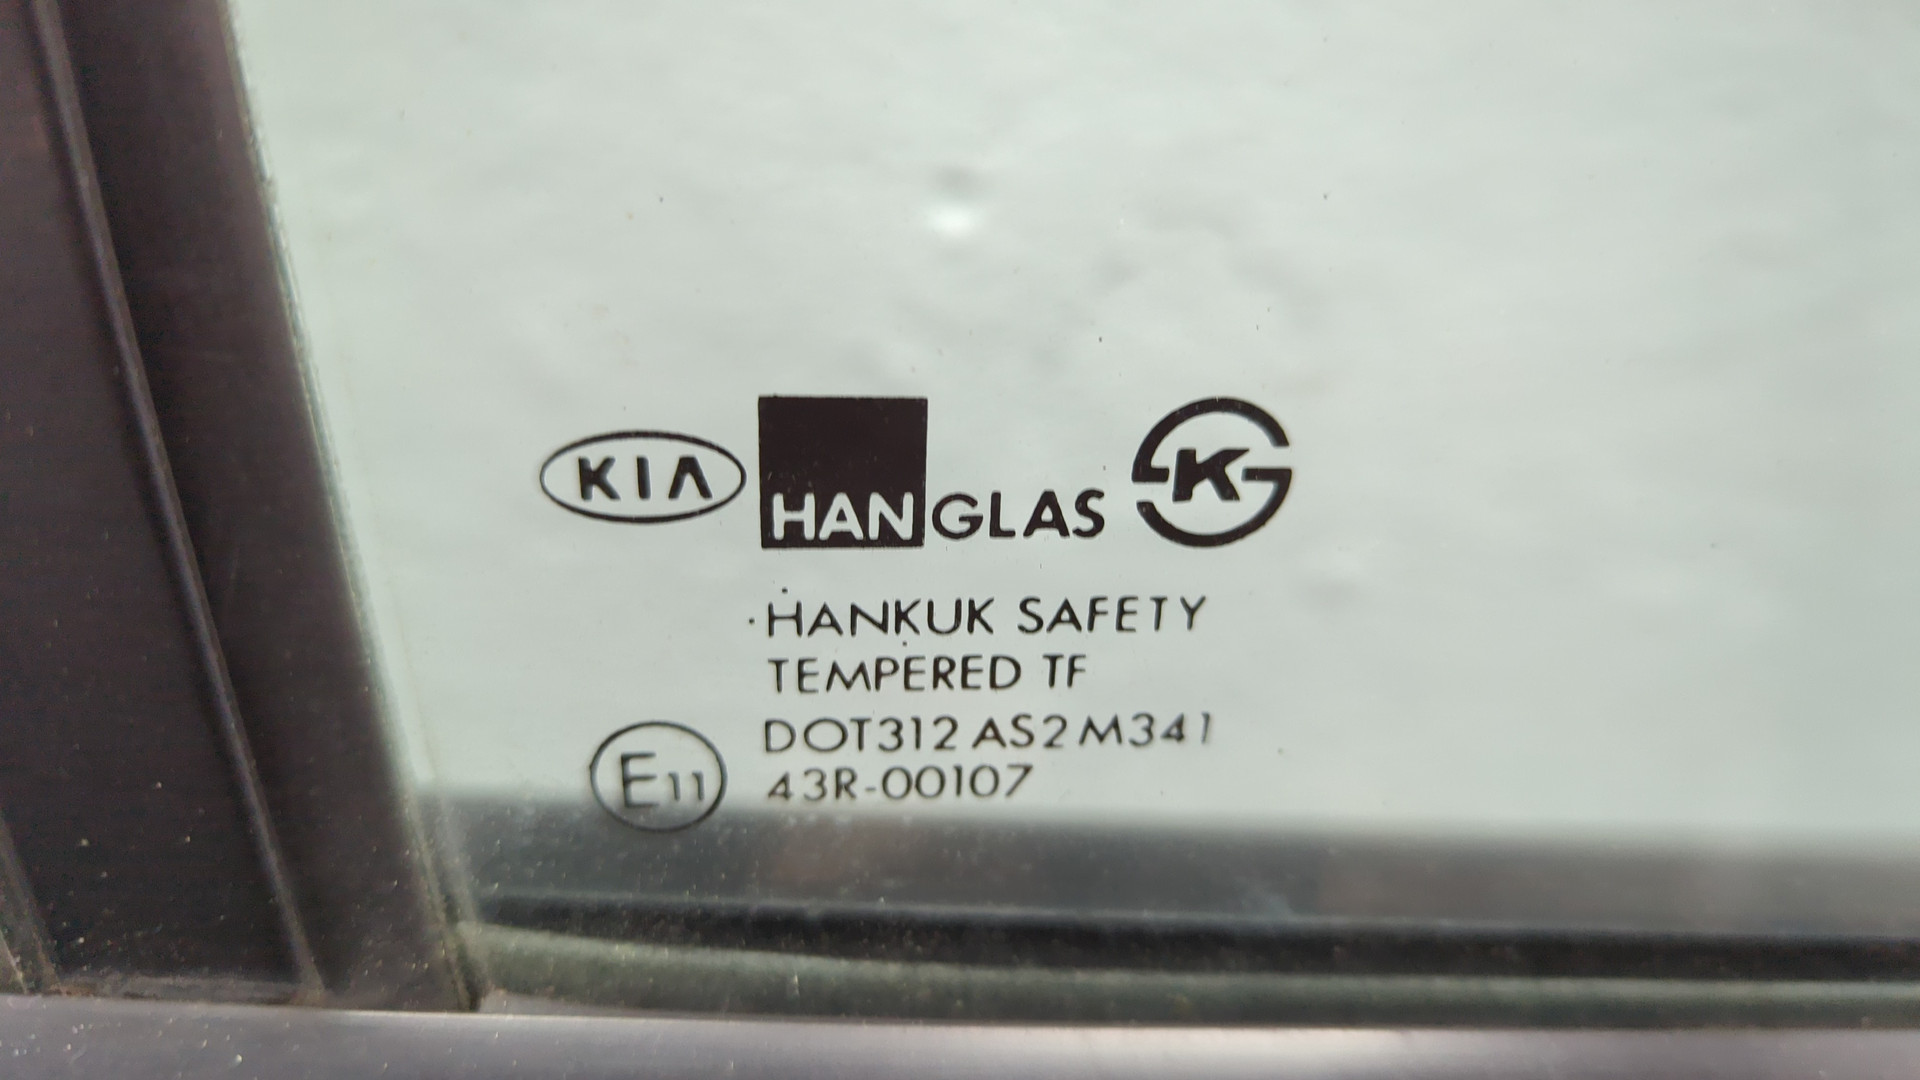 KIA HANGLAS K
HANKUK SAFETY
TEMPERED TF
DOT312 AS2 M341
E11 43R-00107